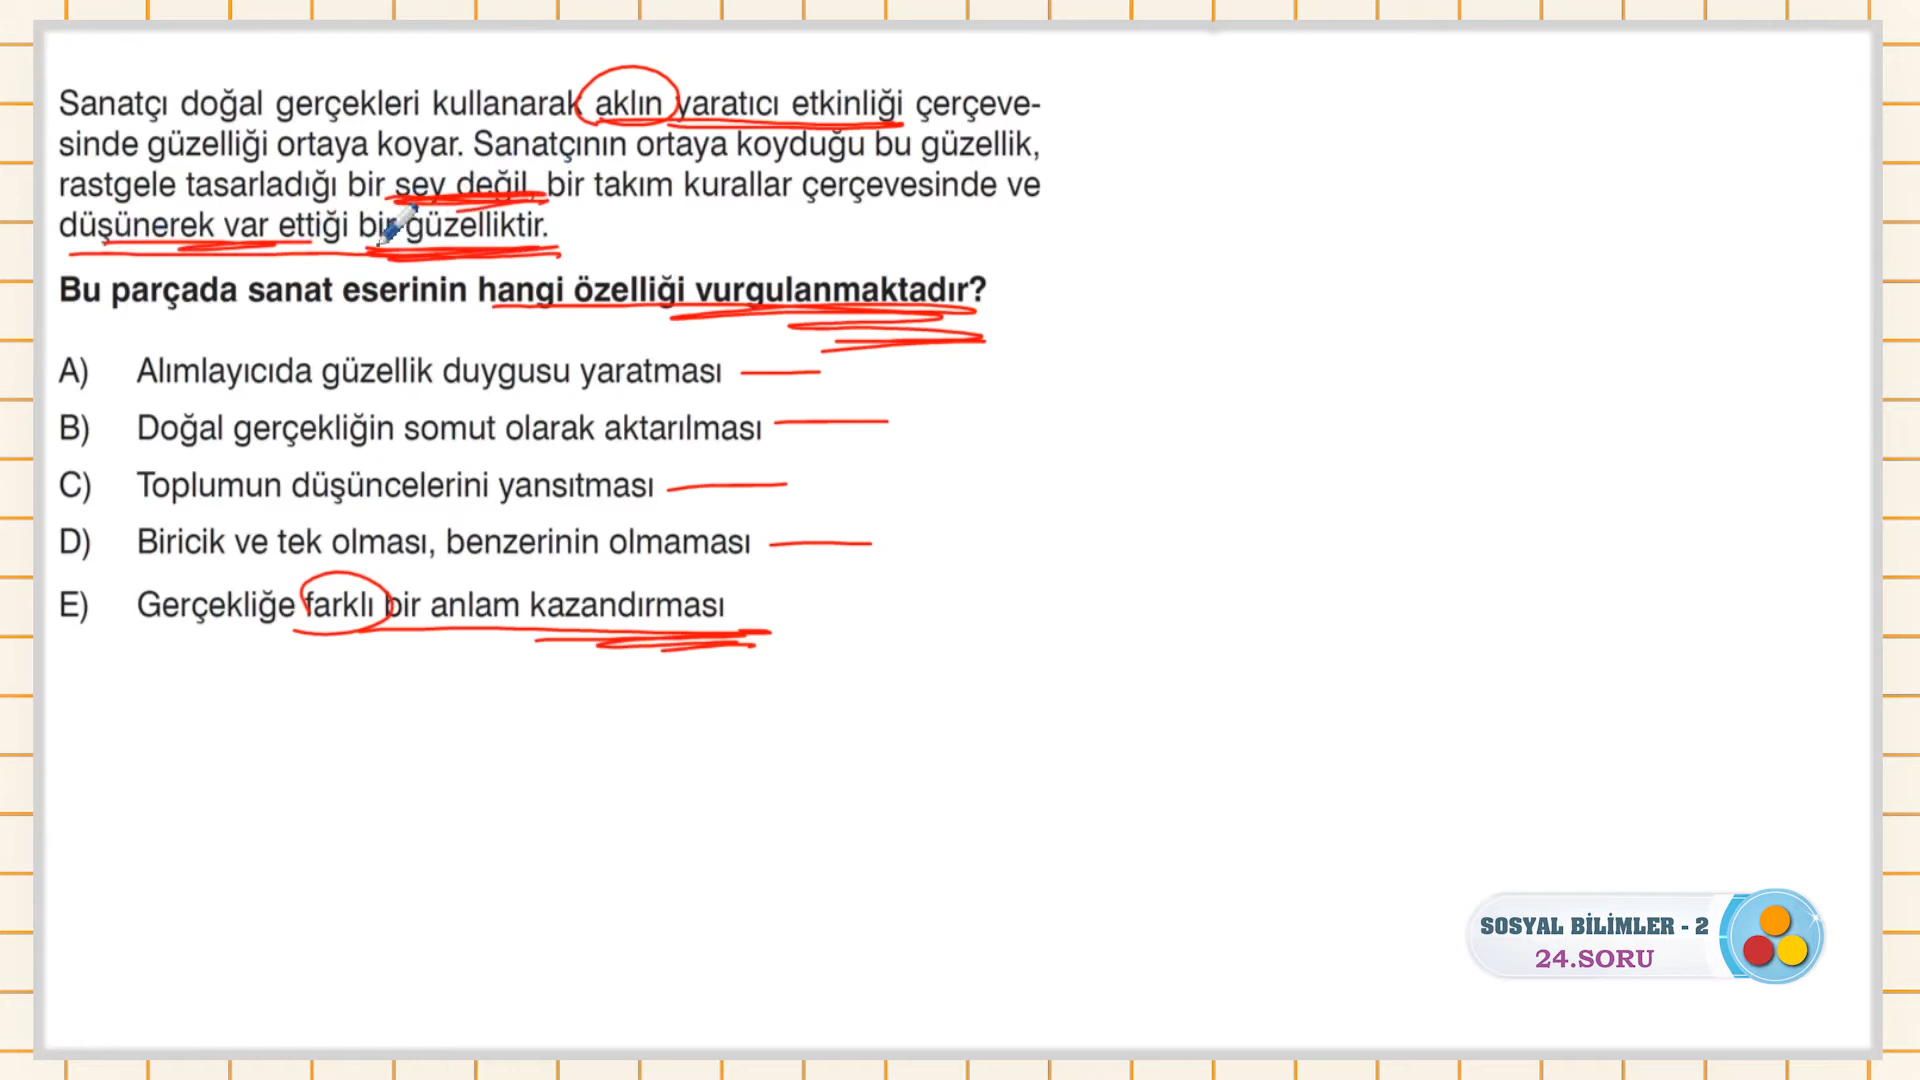 Sanatçı doğal gerçekleri kullanarak aklın yaratıcı etkinliği çerçeve-
sinde güzelliği ortaya koyar. Sanatçının ortaya koyduğu bu güzellik,
rastgele tasarladığı bir şey değil, bir takım kurallar çerçevesinde ve
düşünerek var ettiği bir güzelliktir.
Bu parçada sanat eserinin hangi özelliği vurgulanmaktadır?
A) Alımlayıcıda güzellik duygusu yaratması
B) Doğal gerçekliğin somut olarak aktarılması
C) Toplumun düşüncelerini yansıtması
D) Biricik ve tek olması, benzerinin olmaması
E) Gerçekliğe farklı bir anlam kazandırması
SOSYAL BİLİMLER - 2
24.SORU